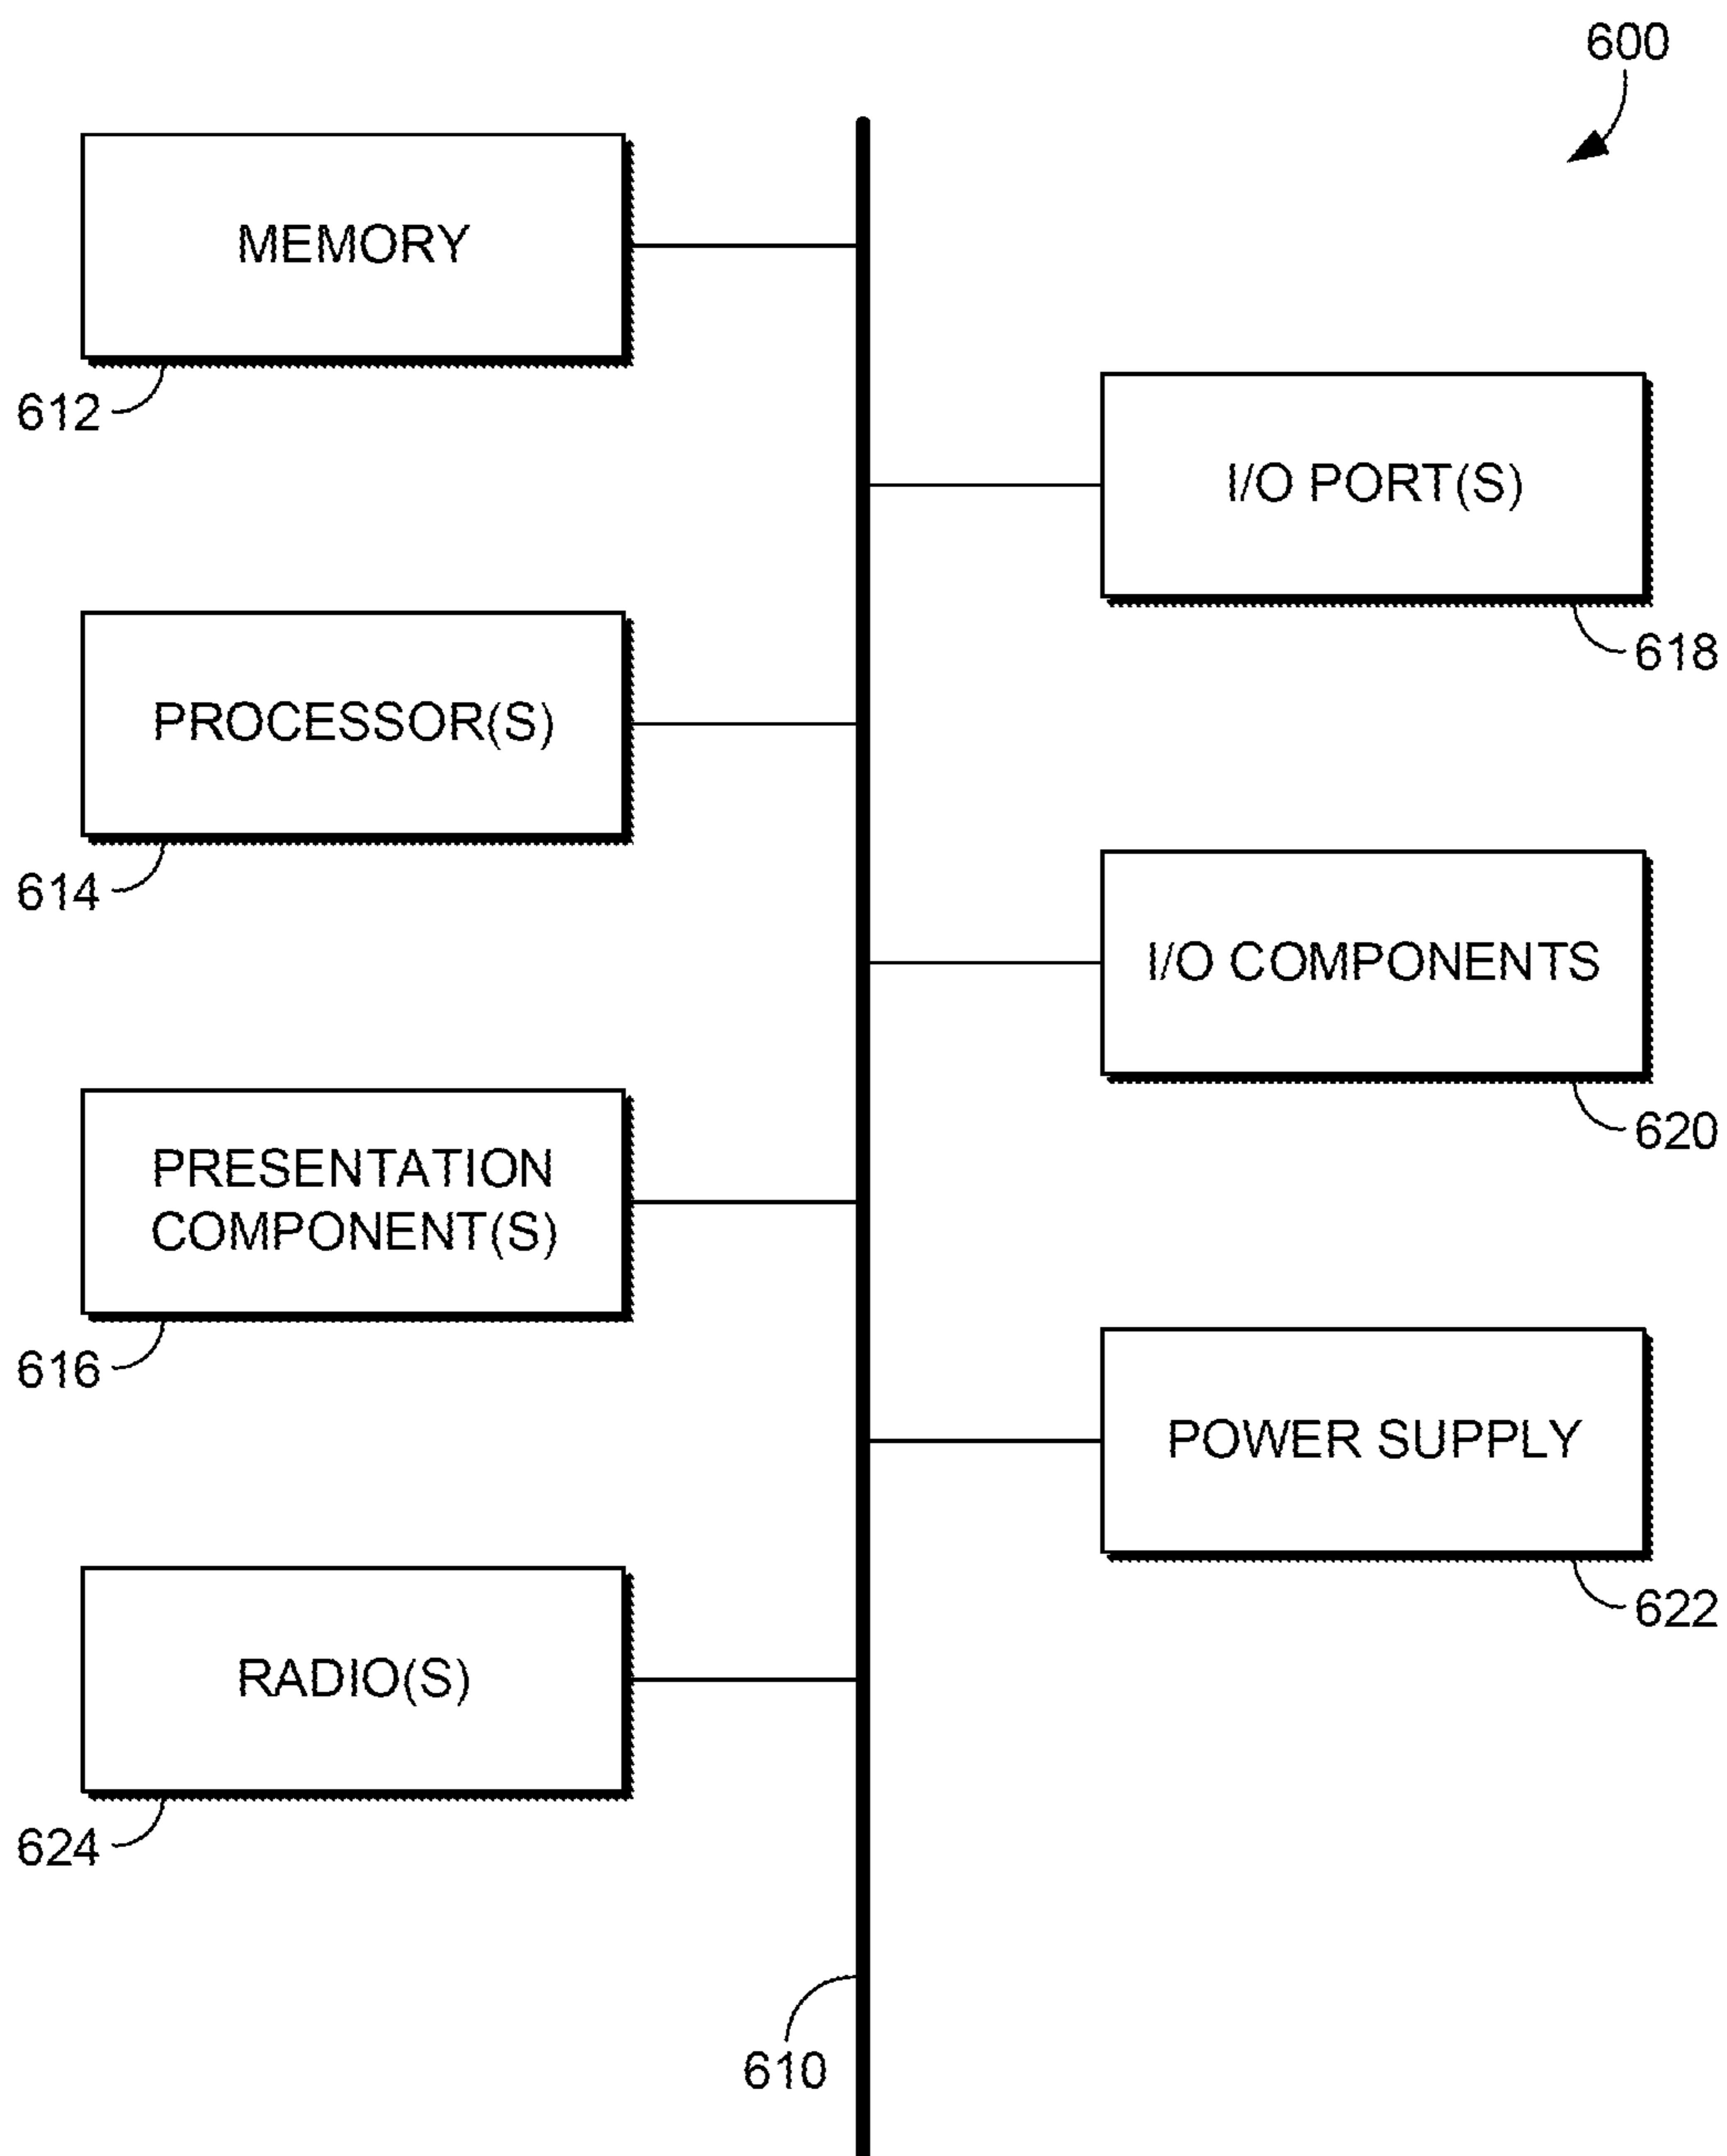 600
MEMORY
612
I/O PORT(S)
618
PROCESSOR(S)
614
I/O COMPONENTS
620
PRESENTATION
COMPONENT(S)
616
POWER SUPPLY
622
RADIO(S)
624
610